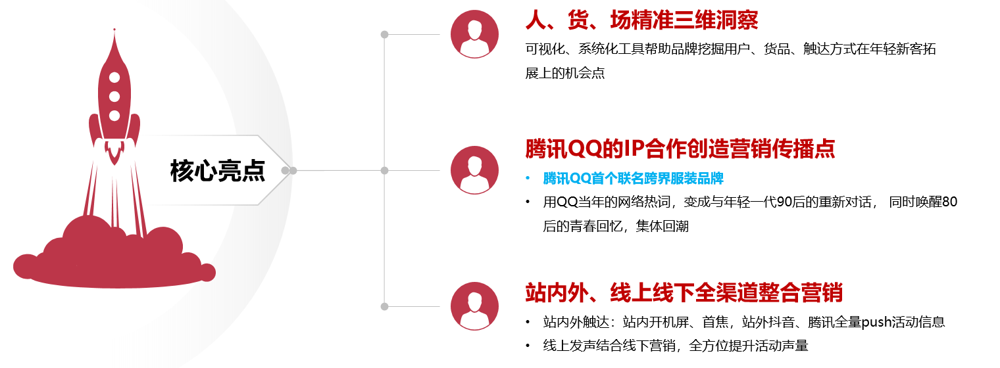 核心亮点
人、货、场精准三维洞察
可视化、系统化工具帮助品牌挖掘用户、货品、触达方式在年轻新客拓
展上的机会点
腾讯QQ的IP合作创造营销传播点
• 腾讯QQ首个联名跨界服装品牌
• 用QQ当年的网络热词，变成与年轻一代90后的重新对话， 同时唤醒80
后的青春回忆，集体回潮
站内外、线上线下全渠道整合营销
• 站内外触达：站内开机屏、首焦，站外抖音、腾讯全量push活动信息
• 线上发声结合线下营销，全方位提升活动声量